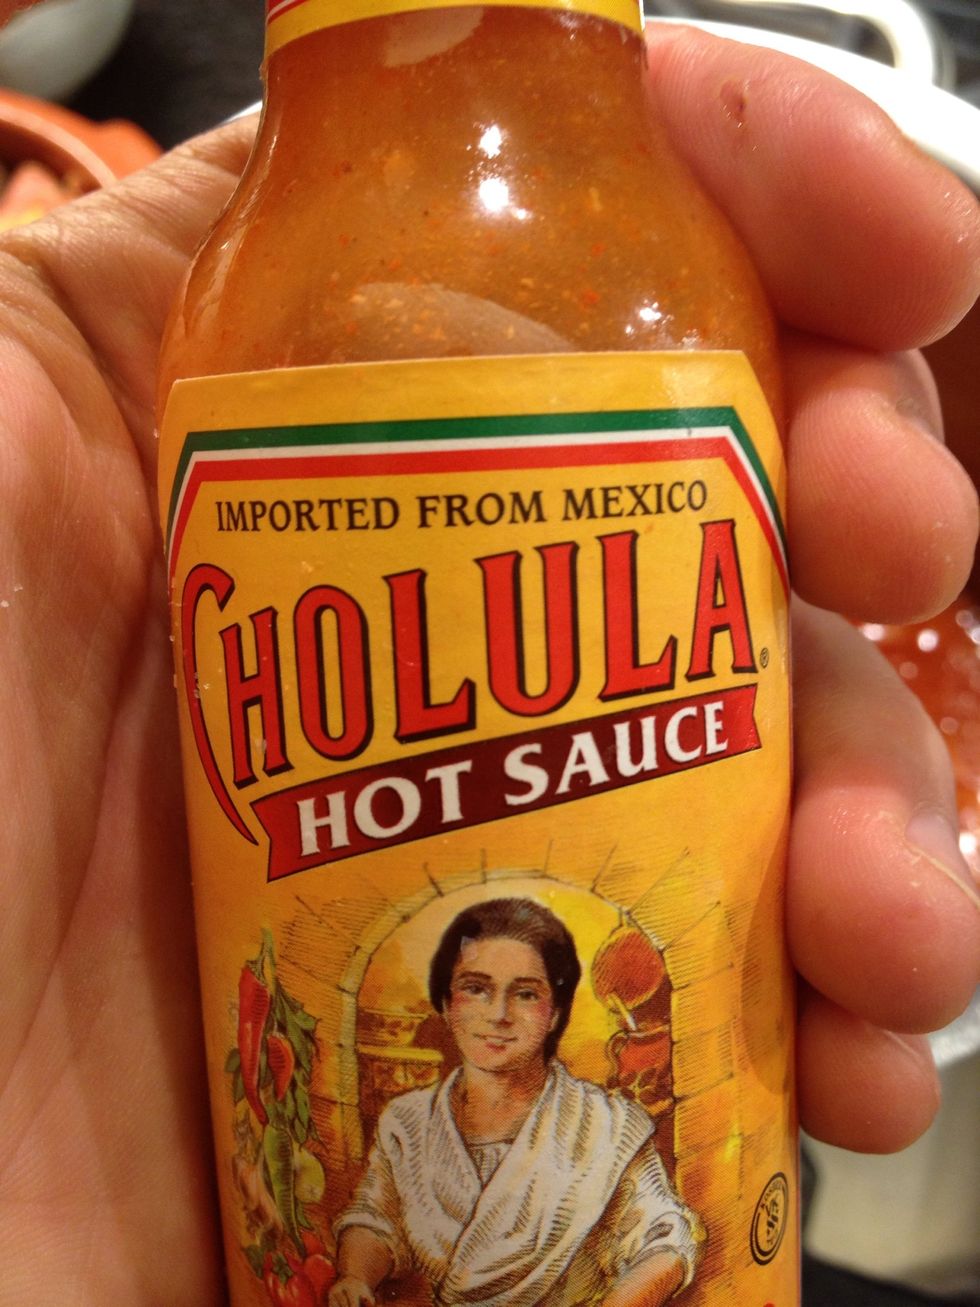 IMPORTED FROM MEXICO
CHOLULA®
HOT SAUCE